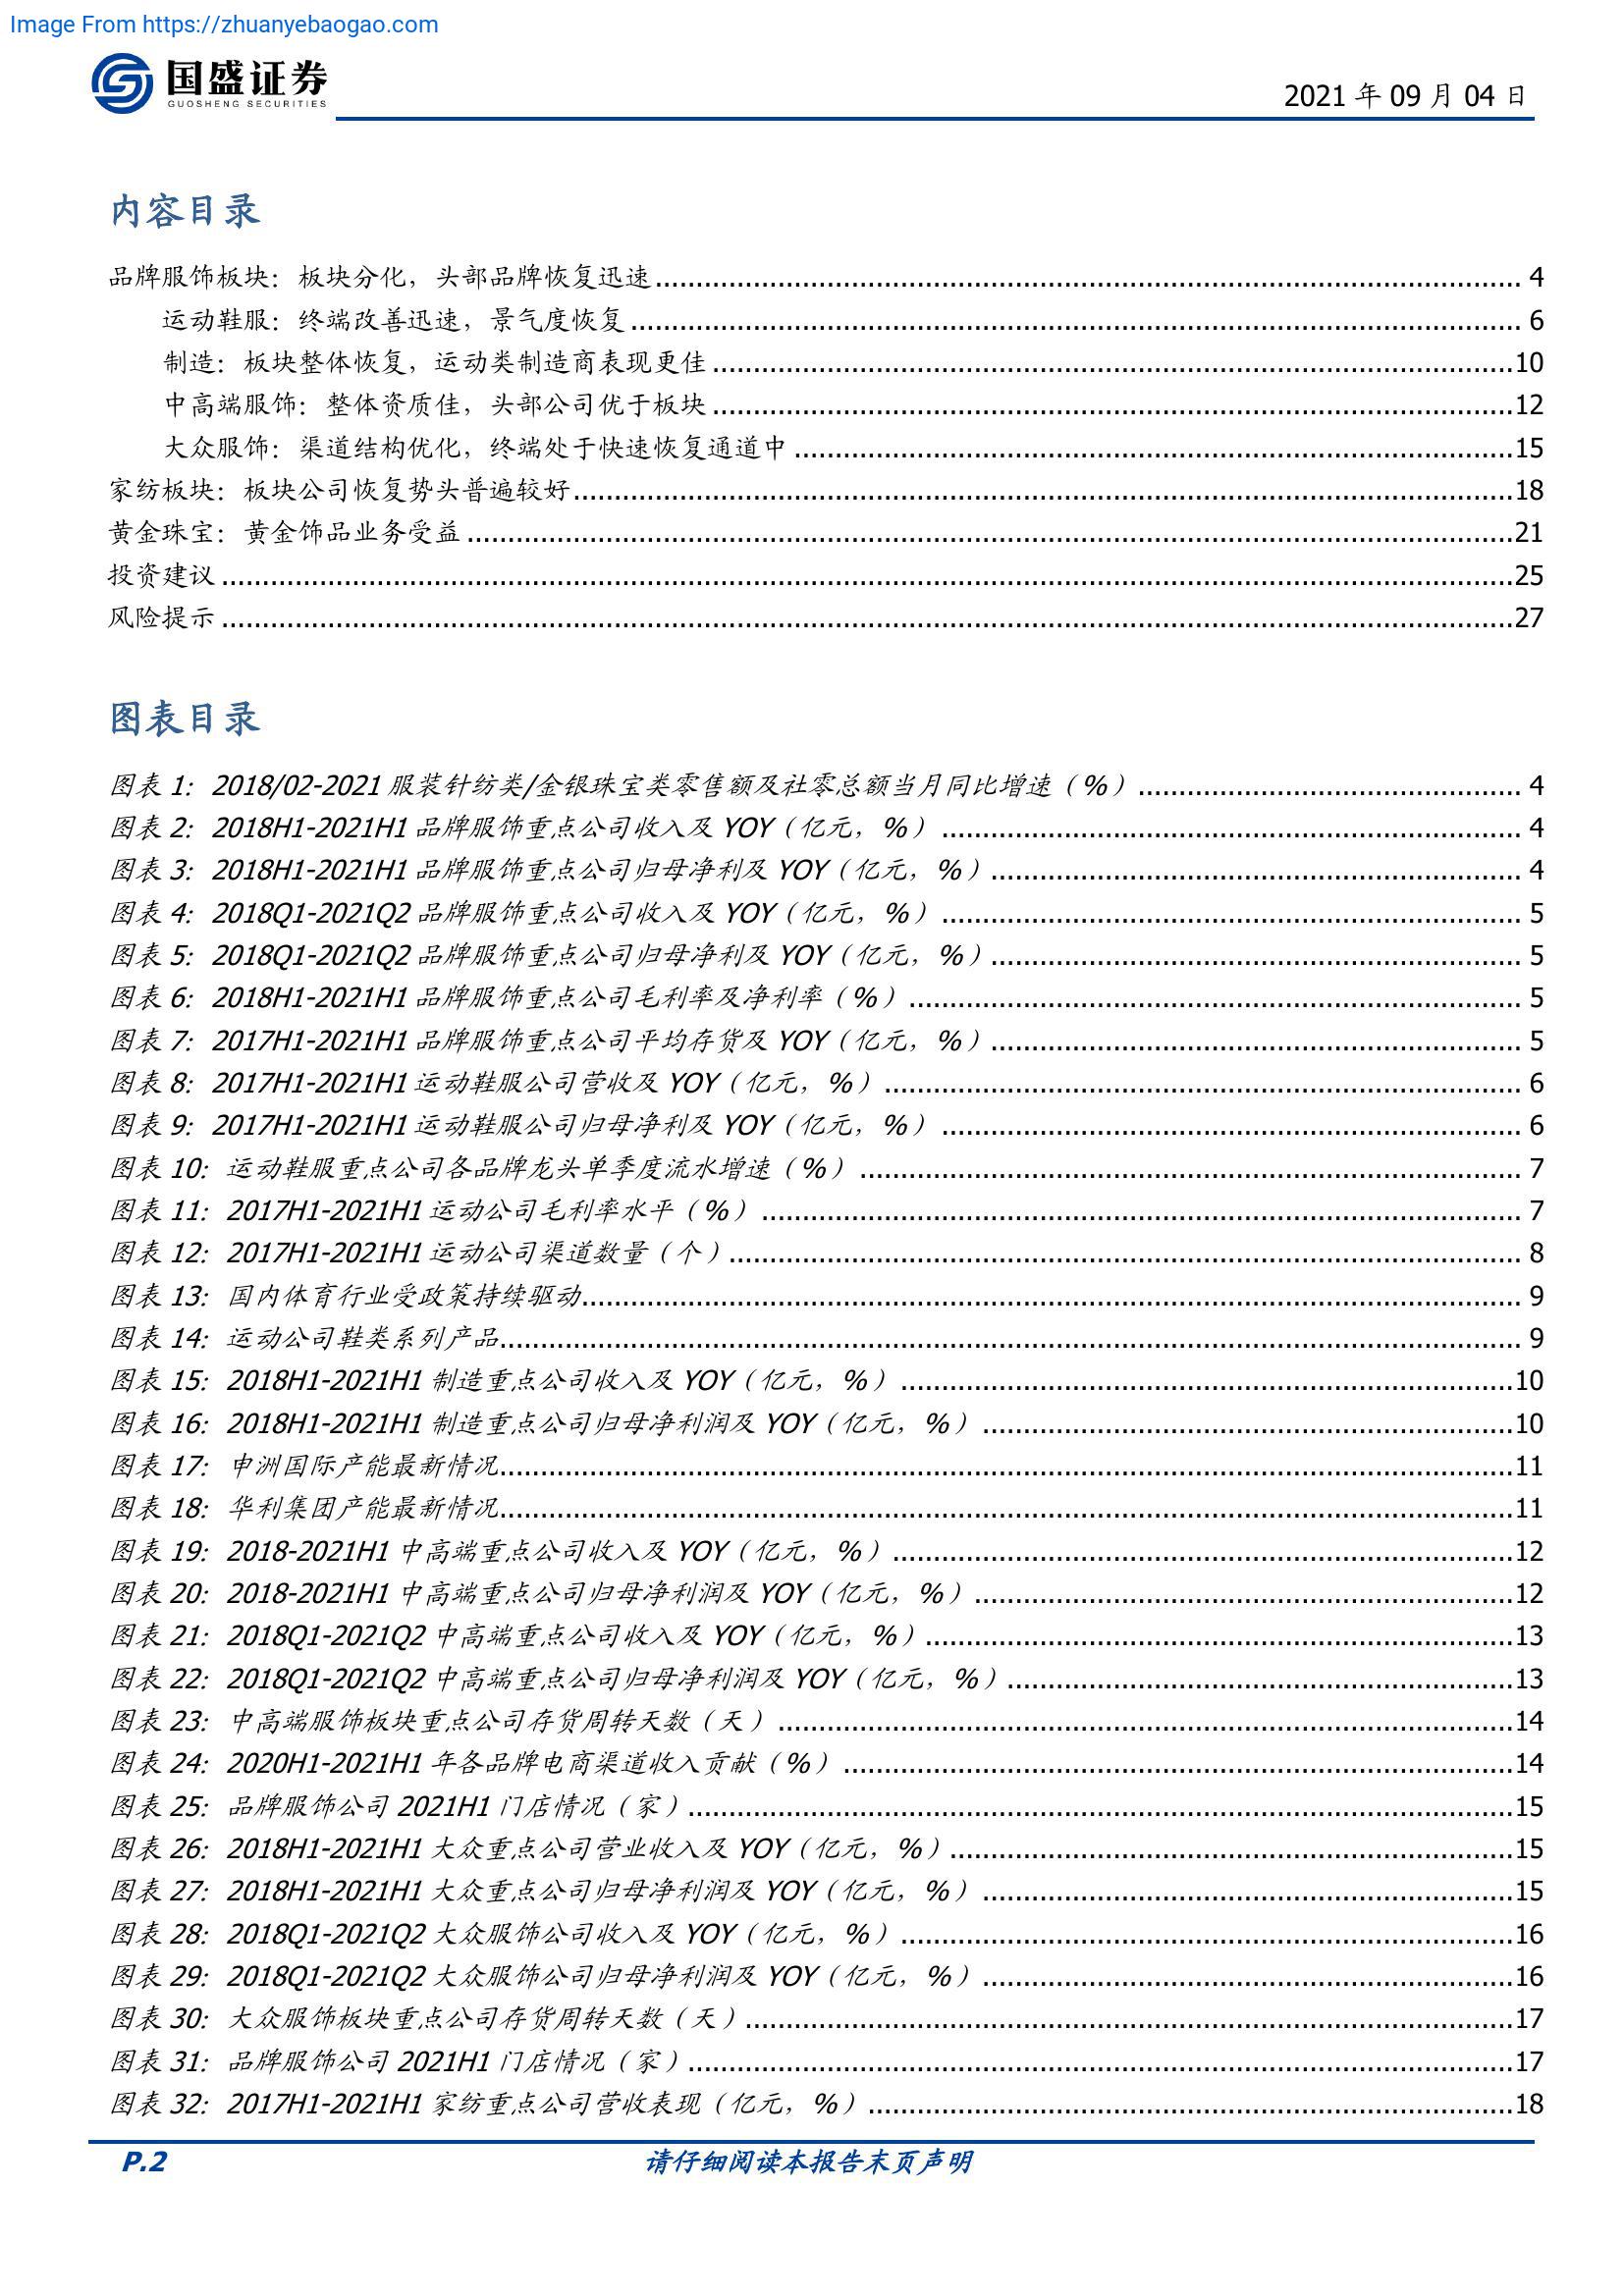 Image From https://zhuanyebaogao.com
国盛证券
GUOSHENG SECURITIES
2021 年 09 月 04 日
内容目录
品牌服饰板块：板块分化，头部品牌恢复迅速 4
运动鞋服：终端改善迅速，景气度恢复 6
制造：板块整体恢复，运动类制造商表现更佳 10
中高端服饰：整体资质佳，头部公司优于板块 12
大众服饰：渠道结构优化，终端处于快速恢复通道中 15
家纺板块：板块公司恢复势头普遍较好 18
黄金珠宝：黄金饰品业务受益 21
投资建议 25
风险提示 27
图表目录
图表 1：2018/02-2021 服装针纺类/金银珠宝类零售额及社零总额当月同比增速（%） 4
图表 2：2018H1-2021H1 品牌服饰重点公司收入及 YOY（亿元，%） 4
图表 3：2018H1-2021H1 品牌服饰重点公司归母净利及 YOY（亿元，%） 4
图表 4：2018Q1-2021Q2 品牌服饰重点公司收入及 YOY（亿元，%） 5
图表 5：2018Q1-2021Q2 品牌服饰重点公司归母净利及 YOY（亿元，%） 5
图表 6：2018H1-2021H1 品牌服饰重点公司毛利率及净利率（%） 5
图表 7：2017H1-2021H1 品牌服饰重点公司平均存货及 YOY（亿元，%） 5
图表 8：2017H1-2021H1 运动鞋服公司营收及 YOY（亿元，%） 6
图表 9：2017H1-2021H1 运动鞋服公司归母净利及 YOY（亿元，%） 6
图表 10：运动鞋服重点公司各品牌龙头单季度流水增速（%） 7
图表 11：2017H1-2021H1 运动公司毛利率水平（%） 7
图表 12：2017H1-2021H1 运动公司渠道数量（个） 8
图表 13：国内体育行业受政策持续驱动 9
图表 14：运动公司鞋类系列产品 9
图表 15：2018H1-2021H1 制造重点公司收入及 YOY（亿元，%） 10
图表 16：2018H1-2021H1 制造重点公司归母净利润及 YOY（亿元，%） 10
图表 17：申洲国际产能最新情况 11
图表 18：华利集团产能最新情况 11
图表 19：2018-2021H1 中高端重点公司收入及 YOY（亿元，%） 12
图表 20：2018-2021H1 中高端重点公司归母净利润及 YOY（亿元，%） 12
图表 21：2018Q1-2021Q2 中高端重点公司收入及 YOY（亿元，%） 13
图表 22：2018Q1-2021Q2 中高端重点公司归母净利润及 YOY（亿元，%） 13
图表 23：中高端服饰板块重点公司存货周转天数（天） 14
图表 24：2020H1-2021H1 年各品牌电商渠道收入贡献（%） 14
图表 25：品牌服饰公司 2021H1 门店情况（家） 15
图表 26：2018H1-2021H1 大众重点公司营业收入及 YOY（亿元，%） 15
图表 27：2018H1-2021H1 大众重点公司归母净利润及 YOY（亿元，%） 15
图表 28：2018Q1-2021Q2 大众服饰公司收入及 YOY（亿元，%） 16
图表 29：2018Q1-2021Q2 大众服饰公司归母净利润及 YOY（亿元，%） 16
图表 30：大众服饰板块重点公司存货周转天数（天） 17
图表 31：品牌服饰公司 2021H1 门店情况（家） 17
图表 32：2017H1-2021H1 家纺重点公司营收表现（亿元，%） 18
P.2
请仔细阅读本报告末页声明